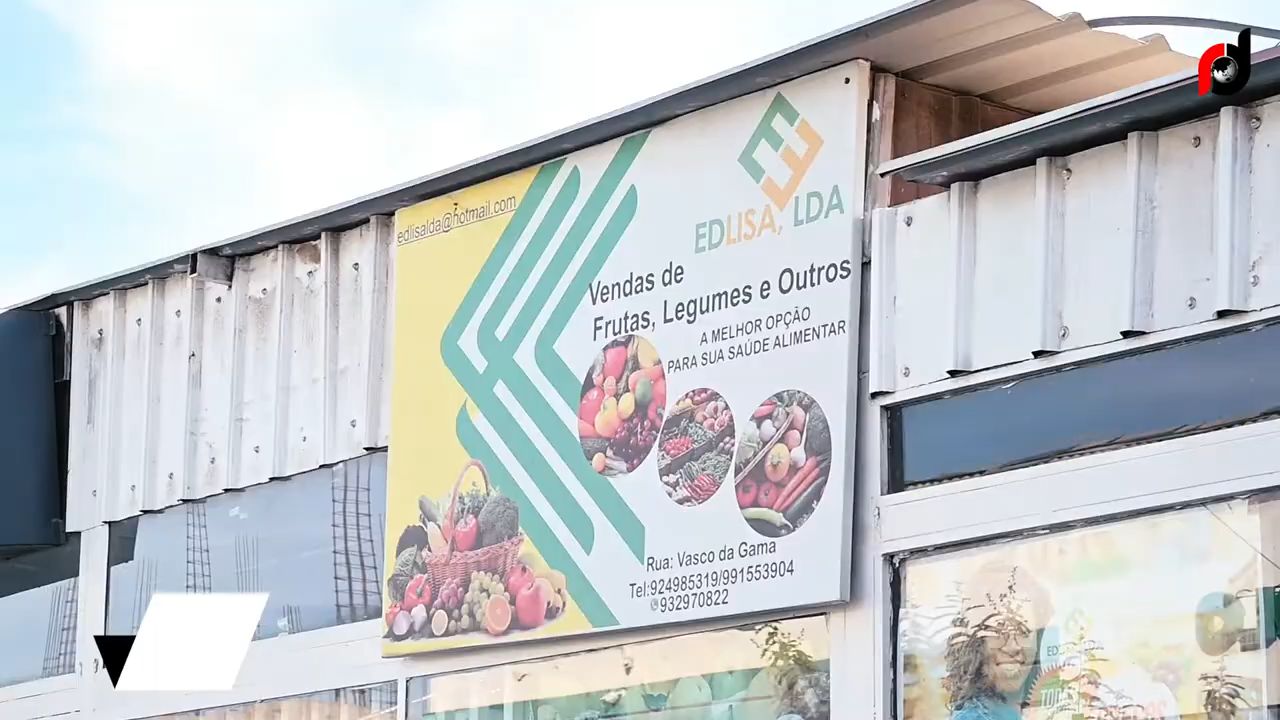 edlisalda@hotmail.com
EDLISA, LDA
Vendas de
Frutas, Legumes e Outros
A MELHOR OPÇÃO
PARA SUA SAÚDE ALIMENTAR
Rua: Vasco da Gama
Tel:924985319/991553904
932970822